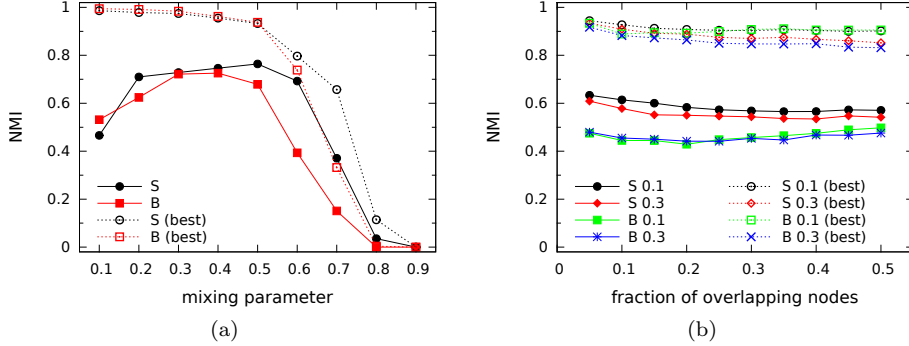 1
0.8
0.6
0.4
0.2
0
NMI
S
B
S (best)
B (best)
0.1 0.2 0.3 0.4 0.5 0.6 0.7 0.8 0.9
mixing parameter
(a)
1
0.8
0.6
0.4
0.2
0
NMI
S 0.1 S 0.1 (best)
S 0.3 S 0.3 (best)
B 0.1 B 0.1 (best)
B 0.3 B 0.3 (best)
0 0.1 0.2 0.3 0.4 0.5
fraction of overlapping nodes
(b)